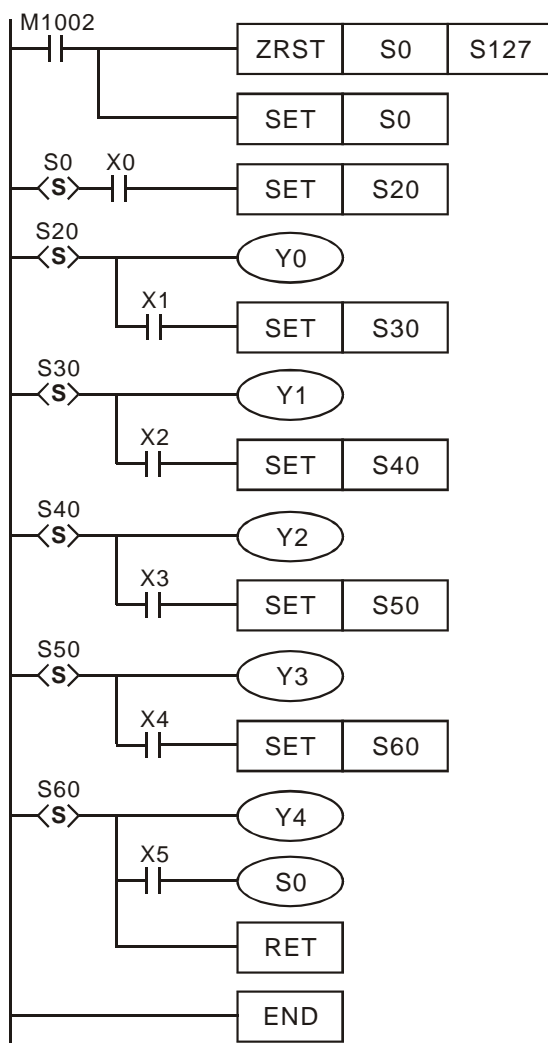 M1002
ZRST S0 S127
SET S0
S0 X0
S SET S20
S20
S Y0
X1
SET S30
S30
S Y1
X2
SET S40
S40
S Y2
X3
SET S50
S50
S Y3
X4
SET S60
S60
S Y4
X5
S0
RET
END